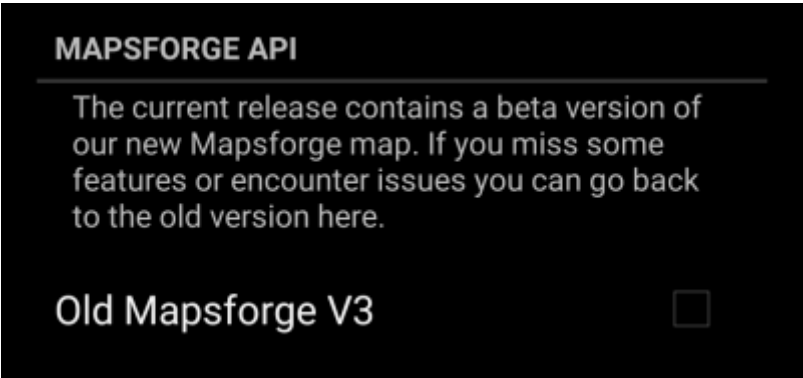 MAPSFORGE API
The current release contains a beta version of
our new Mapsforge map. If you miss some
features or encounter issues you can go back
to the old version here.
Old Mapsforge V3